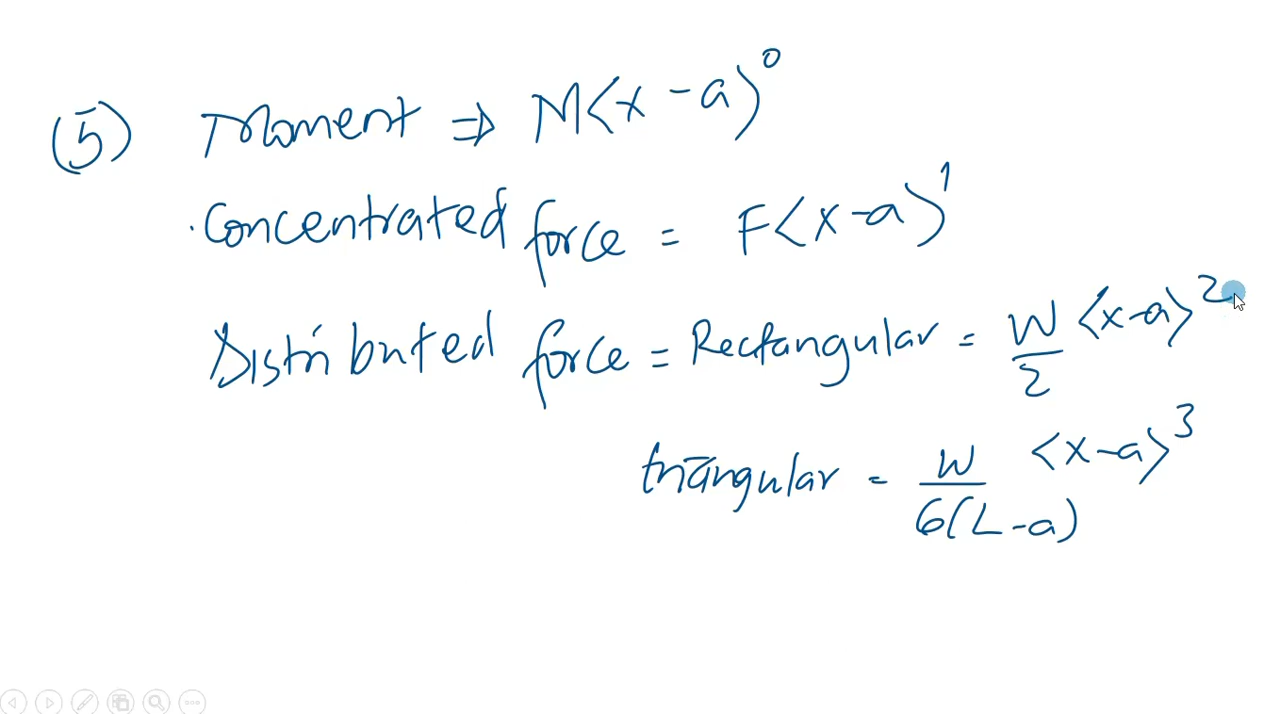 (5) Moment ⇒ M<x-a>⁰
Concentrated force = F<x-a>¹
Distributed force = Rectangular = W/2 <x-a>²
triangular = W/6(L-a) <x-a>³